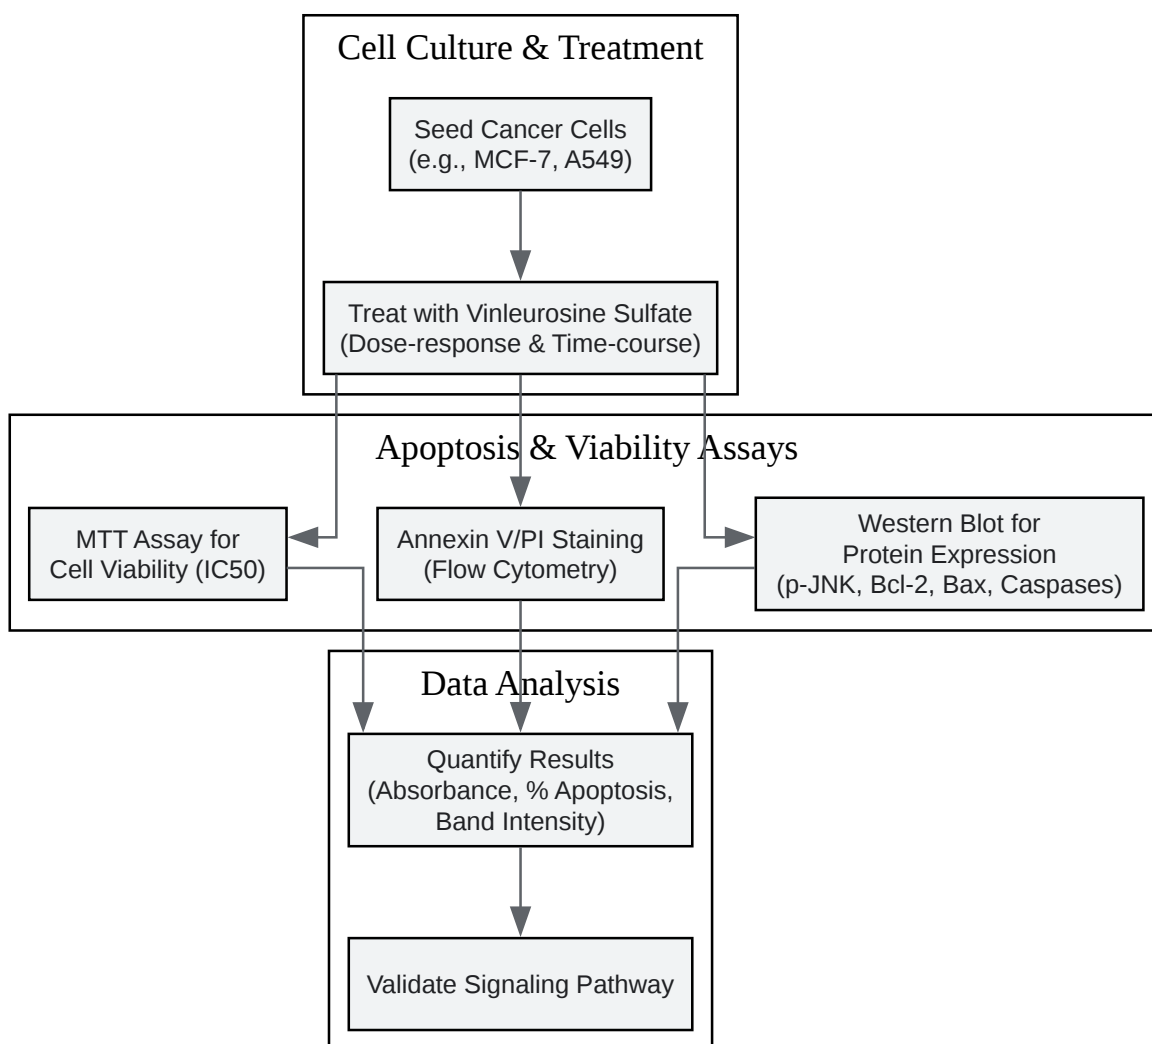 Cell Culture & Treatment
Seed Cancer Cells
(e.g., MCF-7, A549)
Treat with Vinleurosine Sulfate
(Dose-response & Time-course)
Apoptosis & Viability Assays
MTT Assay for
Cell Viability (IC50)
Annexin V/PI Staining
(Flow Cytometry)
Western Blot for
Protein Expression
(p-JNK, Bcl-2, Bax, Caspases)
Data Analysis
Quantify Results
(Absorbance, % Apoptosis,
Band Intensity)
Validate Signaling Pathway